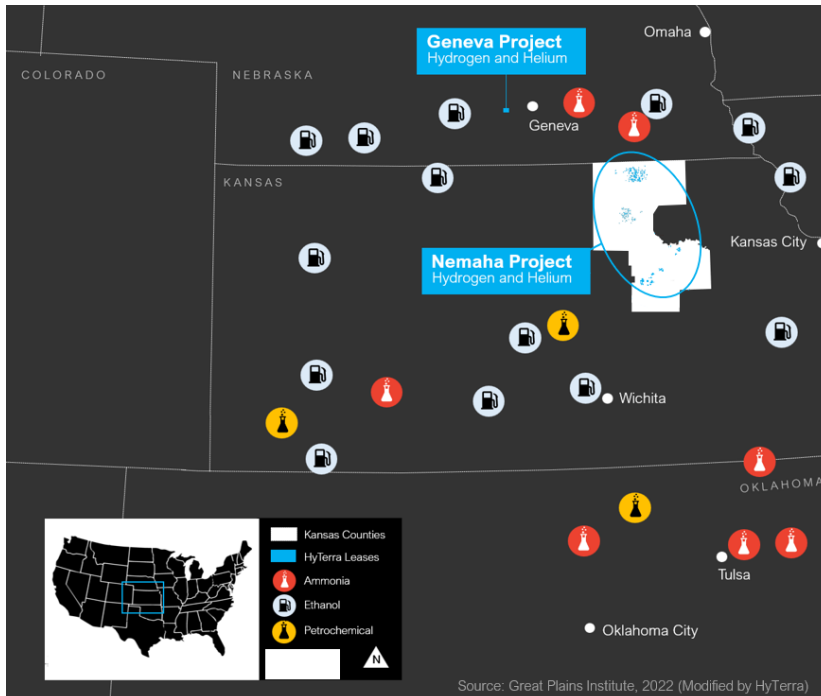 Geneva Project
Hydrogen and Helium
Omaha
COLORADO
NEBRASKA
Geneva
KANSAS
Kansas City
Nemaha Project
Hydrogen and Helium
Wichita
OKLAHOMA
Kansas Counties
HyTerra Leases
Ammonia
Ethanol
Petrochemical
N
Tulsa
Oklahoma City
Source: Great Plains Institute, 2022 (Modified by HyTerra)